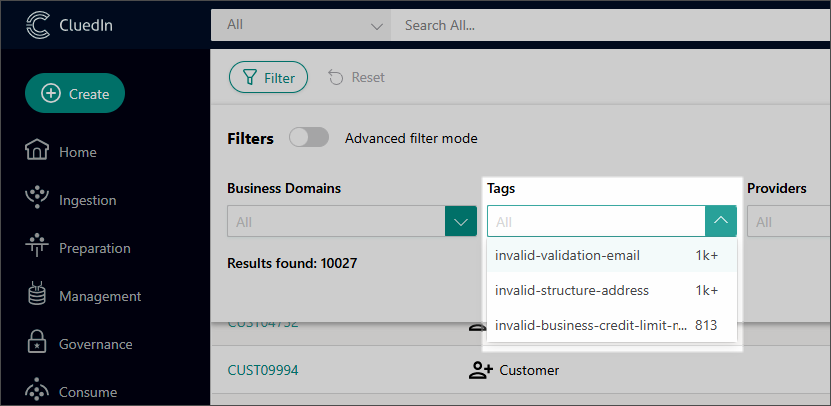 CluedIn
All
Search All...
Filter
Reset
Create
Filters
Advanced filter mode
Home
Ingestion
Preparation
Management
Governance
Consume
Business Domains
Tags
Providers
All
All
All
invalid-validation-email 1k+
invalid-structure-address 1k+
invalid-business-credit-limit-r... 813
Results found: 10027
CUST04752
CUST09994
Customer